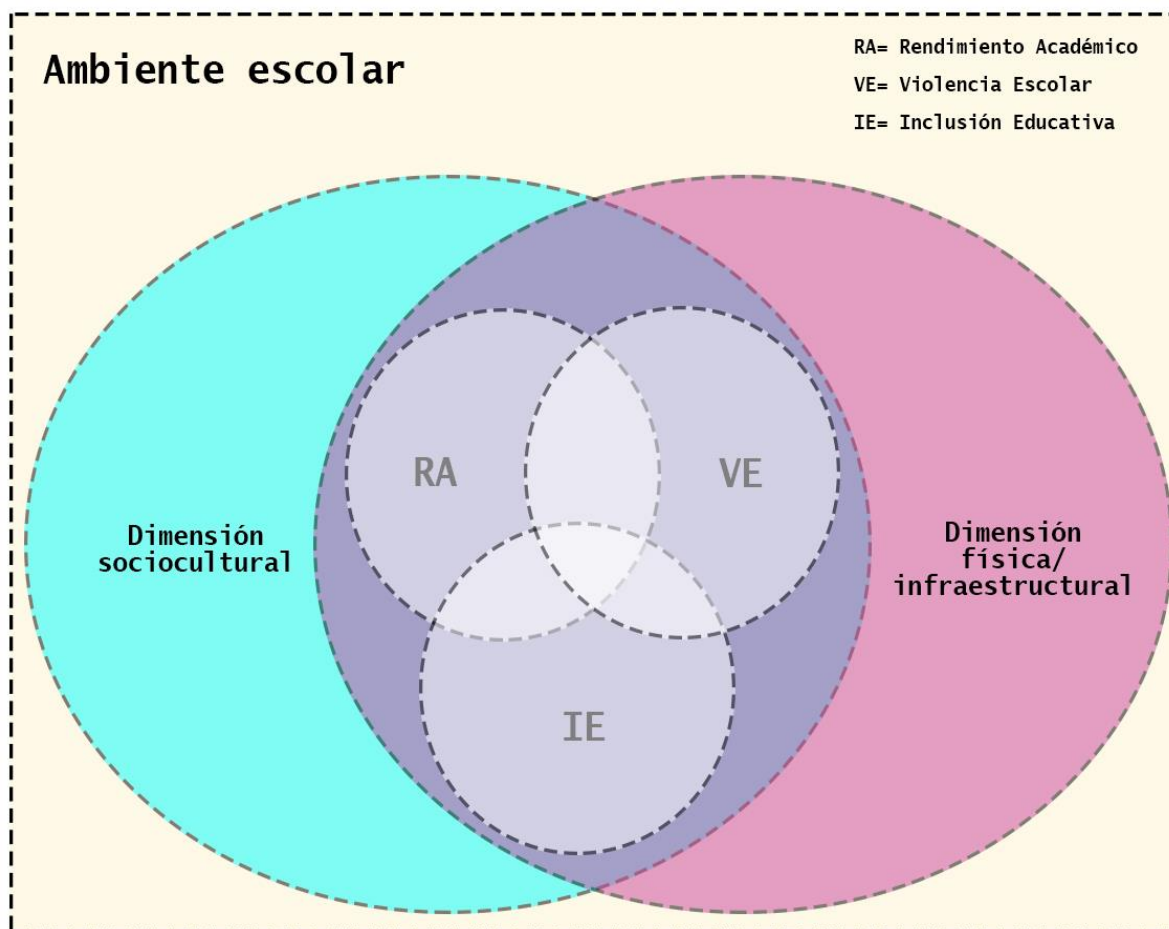 Ambiente escolar
RA= Rendimiento Académico
VE= Violencia Escolar
IE= Inclusión Educativa
RA
VE
Dimensión
sociocultural
Dimensión
física/
infraestructural
IE